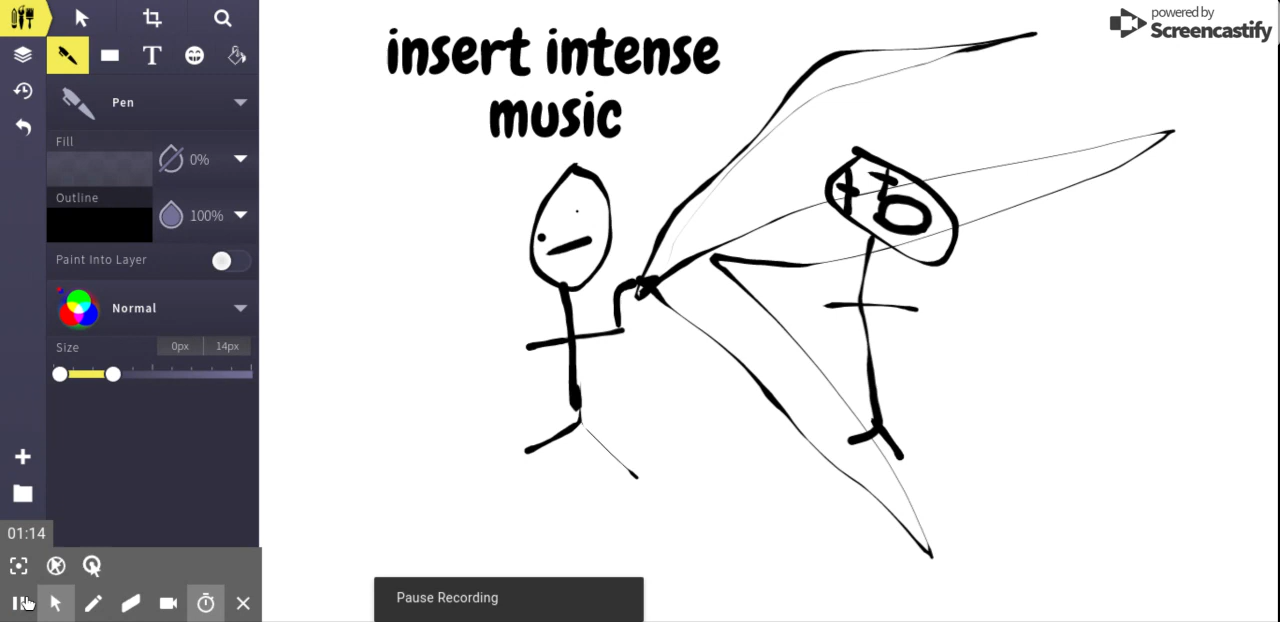 powered by
Screencastify
insert intense
music
Pen
Fill
0%
Outline
100%
Paint Into Layer
Normal
Size
0px
14px
01:14
Pause Recording